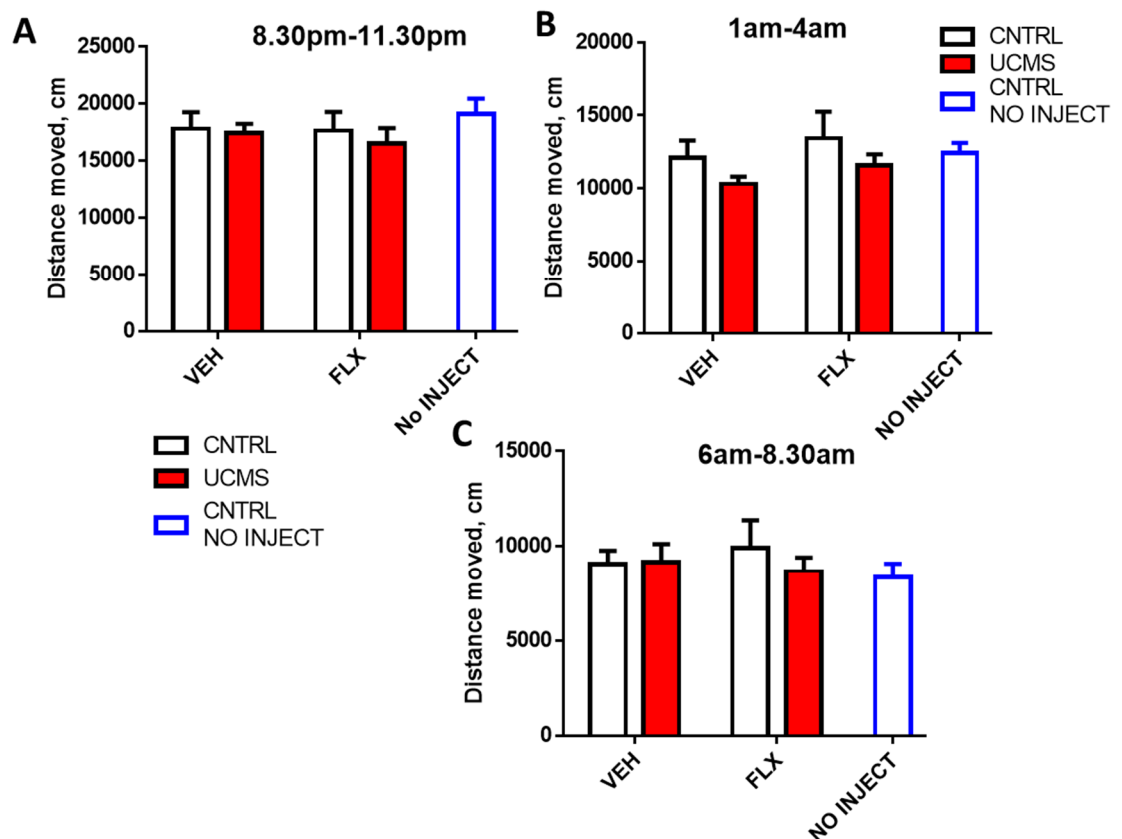 A
8.30pm-11.30pm
Distance moved, cm
25000
20000
15000
10000
5000
0
VEH
FLX
No INJECT
B
1am-4am
Distance moved, cm
20000
15000
10000
5000
0
VEH
FLX
NO INJECT
CNTRL
UCMS
CNTRL
NO INJECT
CNTRL
UCMS
CNTRL
NO INJECT
C
6am-8.30am
Distance moved, cm
15000
10000
5000
0
VEH
FLX
NO INJECT